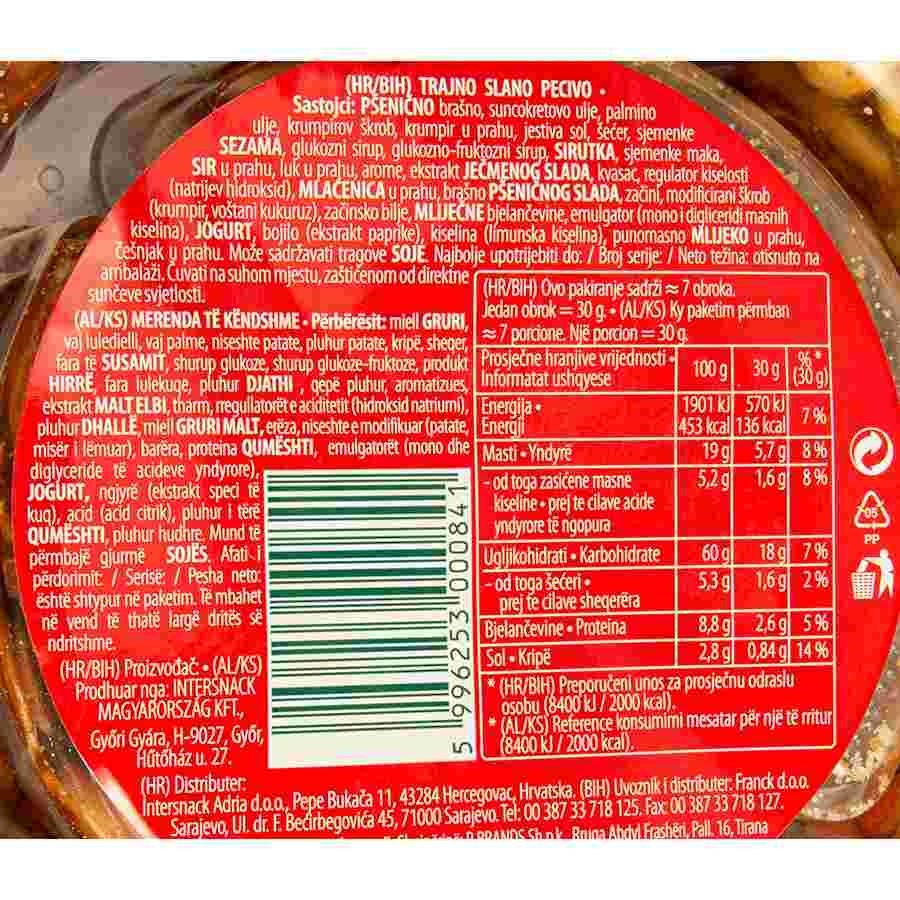 (HR/BIH) TRAJNO SLANO PECIVO •
Sastojci: PŠENIČNO brašno, suncokretovo ulje, palmino
ulje, krumpirov škrob, krumpir u prahu, jestiva sol, šećer, sjemenke
SEZAMA, glukozni sirup, glukozno-fruktozni sirup, SIRUTKA, sjemenke maka,
SIR u prahu, luk u prahu, arome, ekstrakt JEČMENOG SLADA, kvasac, regulator kiselosti
(natrijev hidroksid), MLAĆENICA u prahu, brašno PŠENIČNOG SLADA, začini, modificirani škrob
(krumpir, voštani kukuruz), začinsko bilje, MLIJEČNE bjelančevine, emulgator (mono i digliceridi masnih
kiselina), JOGURT, bojilo (ekstrakt paprike), kiselina (limunska kiselina), punomasno MLIJEKO u prahu,
češnjak u prahu. Može sadržavati tragove SOJE. Najbolje upotrijebiti do: / Broj serije: / Neto težina: otisnuto na
ambalaži. Čuvati na suhom mjestu, zaštićenom od direktne
sunčeve svjetlosti.
(AL/KS) MERENDA TË KËNDSHME • Përbërësit: miell GRURI,
vaj luledielli, vaj palme, niseshte patate, pluhur patate, kripë, sheqer,
fara të SUSAMIT, shurup glukoze, shurup glukoze-fruktoze, produkt
HIRRE, fara lulekuqe, pluhur DJATHI , qepë pluhur, aromatizues,
ekstrakt MALT ELBI, tharm, rregullatorët e aciditetit (hidroksid natriumi),
pluhur DHALLË, miell GRURI MALT, erëza, niseshte e modifikuar (patate,
misër i lëmuar), barëra, proteina QUMËSHTI, emulgatorët (mono dhe
diglyceride të acideve yndyrore),
JOGURT, ngjyrë (ekstrakt speci të
kuq), acid (acid citrik), pluhur i tërë
QUMËSHTI, pluhur hudhre. Mund të
përmbajë gjurmë SOJËS. Afati i
përdorimit: / Serisë: / Pesha neto:
është shtypur në paketim. Të mbahet
në vend të thatë largë dritës së
ndritshme.
(HR/BIH) Proizvođač: • (AL/KS)
Prodhuar nga: INTERSNACK
MAGYARORSZÁG KFT.,
Győri Gyára, H-9027, Győr,
Hűtőház u. 27.
5 996253 000841
(HR/BIH) Ovo pakiranje sadrži ≈ 7 obroka.
Jedan obrok = 30 g. • (AL/KS) Ky paketim përmban
≈ 7 porcione. Një porcion = 30 g.
Prosječne hranjive vrijednosti •
Informatat ushqyese 100 g 30 g %* (30 g)
Energija • 1901 kJ 570 kJ 7 %
Energji 453 kcal 136 kcal
Masti • Yndyrë 19 g 5,7 g 8 %
- od toga zasićene masne 5,2 g 1,6 g 8 %
kiseline • prej te cilave acide
yndyrore të ngopura
Ugljikohidrati • Karbohidrate 60 g 18 g 7 %
- od toga šećeri • 5,3 g 1,6 g 2 %
prej te cilave sheqerëra
Bjelančevine • Proteina 8,8 g 2,6 g 5 %
Sol • Kripë 2,8 g 0,84 g 14 %
* (HR/BIH) Preporučeni unos za prosječnu odraslu
osobu (8400 kJ / 2000 kcal).
* (AL/KS) Reference konsumimi mesatar për një të rritur
(8400 kJ / 2000 kcal).
05
PP
(HR) Distributer:
Intersnack Adria d.o.o., Pepe Bukača 11, 43284 Hercegovac, Hrvatska. (BIH) Uvoznik i distributer: Franck d.o.o.
Sarajevo, Ul. dr. F. Bećirbegovića 45, 71000 Sarajevo. Tel: 00 387 33 718 125. Fax: 00 387 33 718 127.
BRANDS Sh.p.k., Bruga Abdyl Frashëri, Pall. 16, Tirana